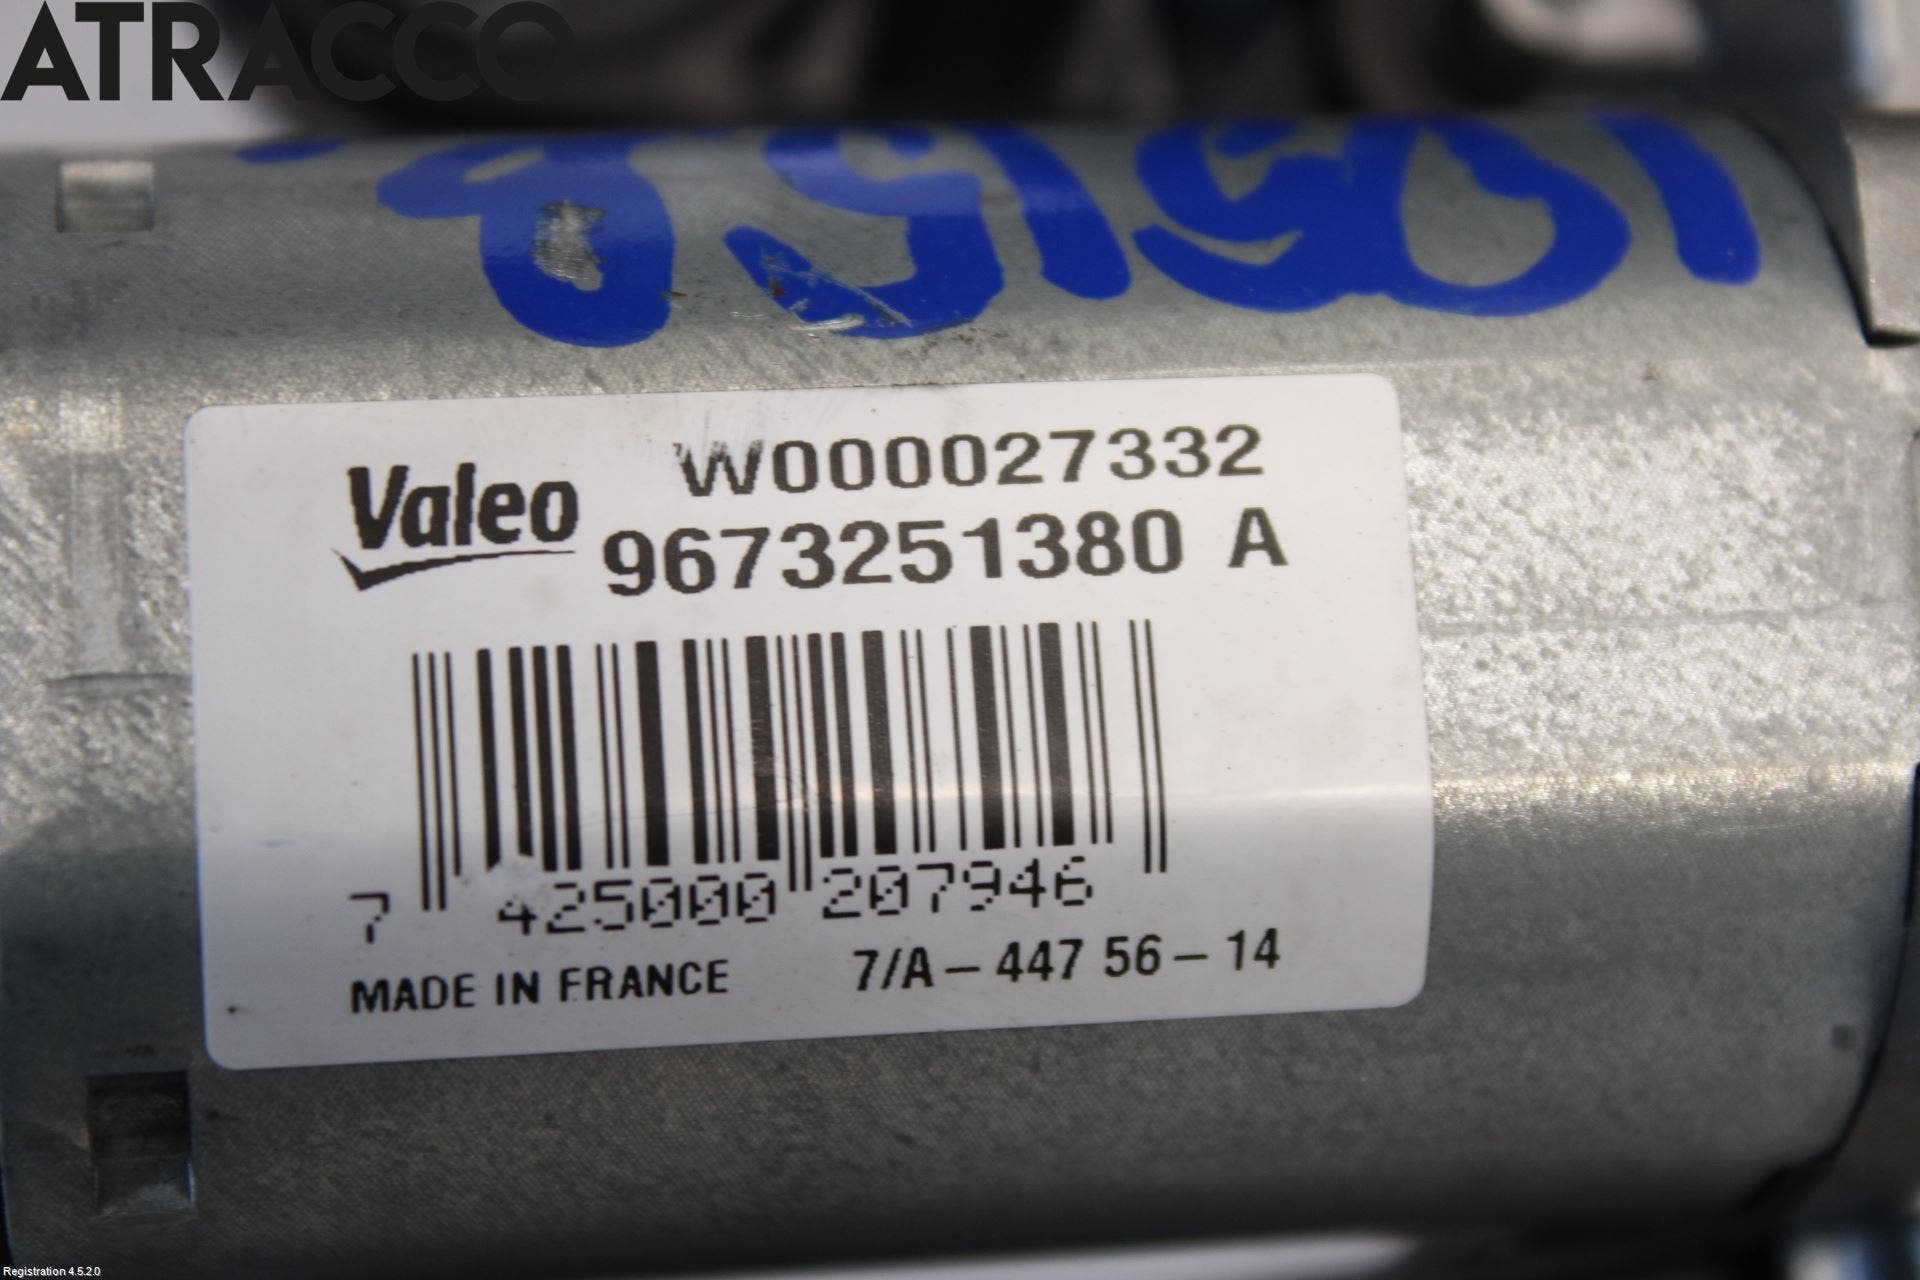 ATRACCO
Valeo
W000027332
9673251380 A
7 425000 207946
MADE IN FRANCE 7/A - 447 56 - 14
Registration 4.5.2.0